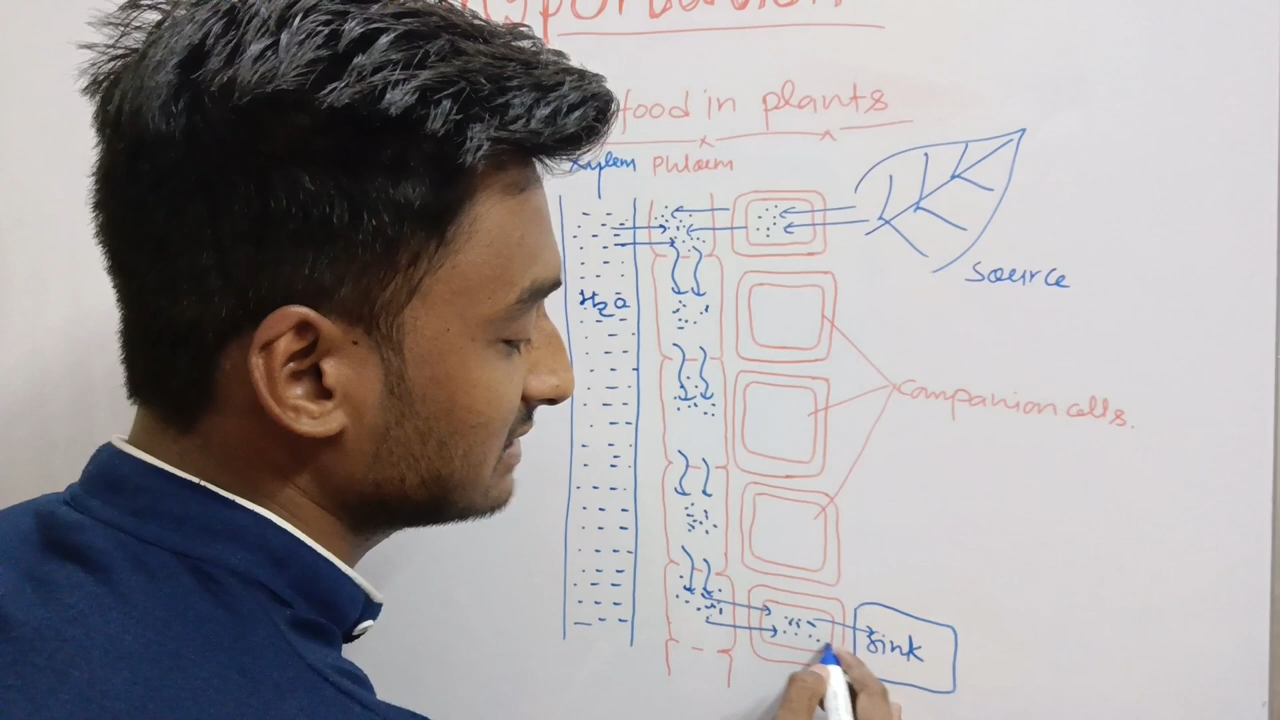 food in plants
Xylem Phloem
source
H2O
companion cells.
Sink